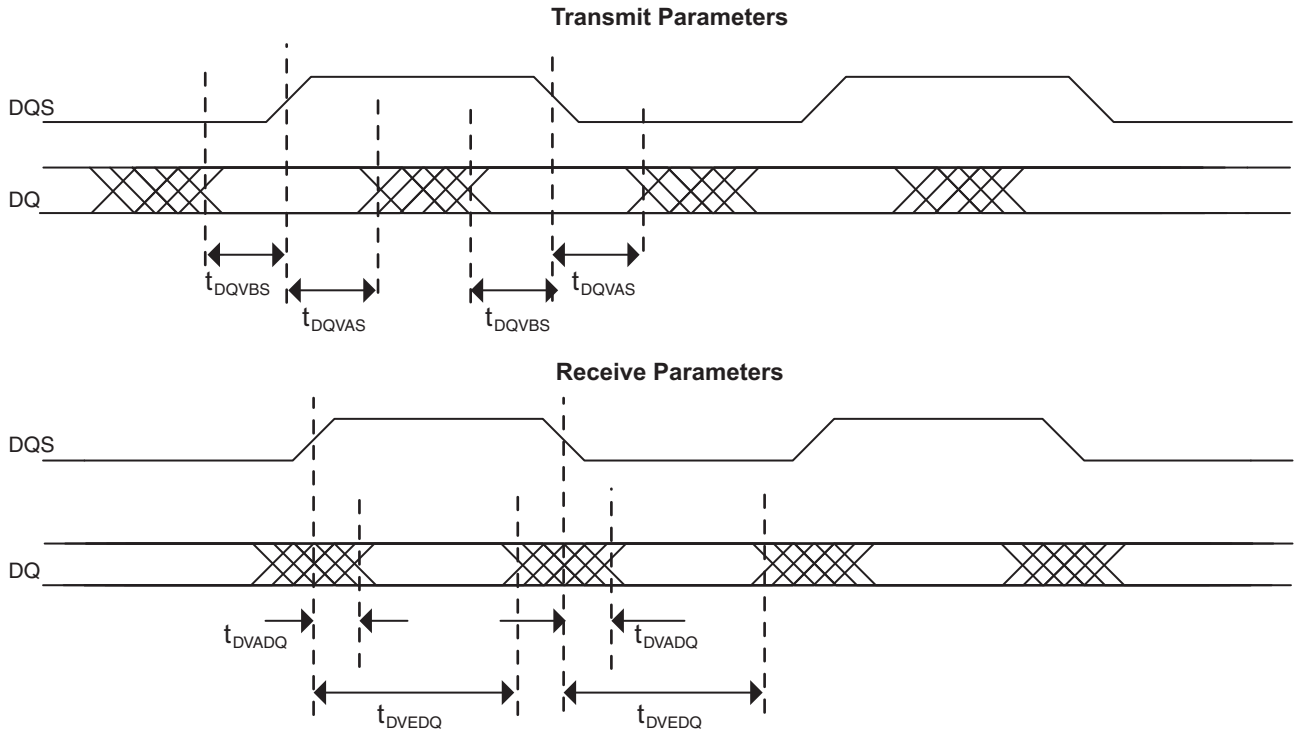 Transmit Parameters
DQS
DQ
tDQVBS
tDQVAS
tDQVAS
tDQVBS
Receive Parameters
DQS
DQ
tDVADQ
tDVADQ
tDVEDQ
tDVEDQ